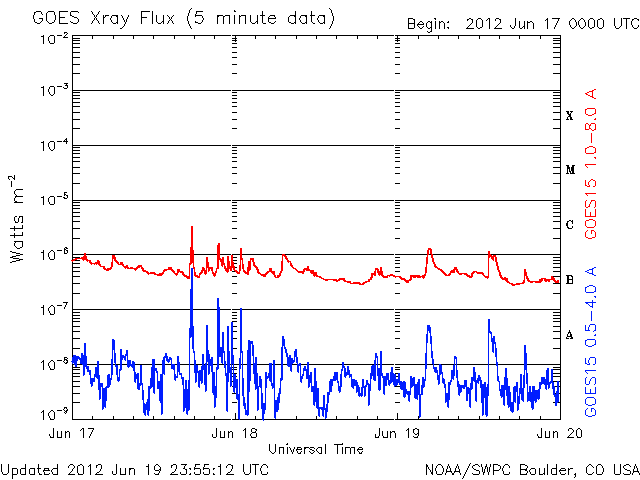 GOES Xray Flux (5 minute data)
Begin: 2012 Jun 17 0000 UTC
10⁻²
10⁻³
10⁻⁴
10⁻⁵
10⁻⁶
10⁻⁷
10⁻⁸
10⁻⁹
Watts m⁻²
X
M
C
B
A
GOES15 1.0-8.0 A
GOES15 0.5-4.0 A
Jun 17
Jun 18
Jun 19
Jun 20
Universal Time
Updated 2012 Jun 19 23:55:12 UTC
NOAA/SWPC Boulder, CO USA